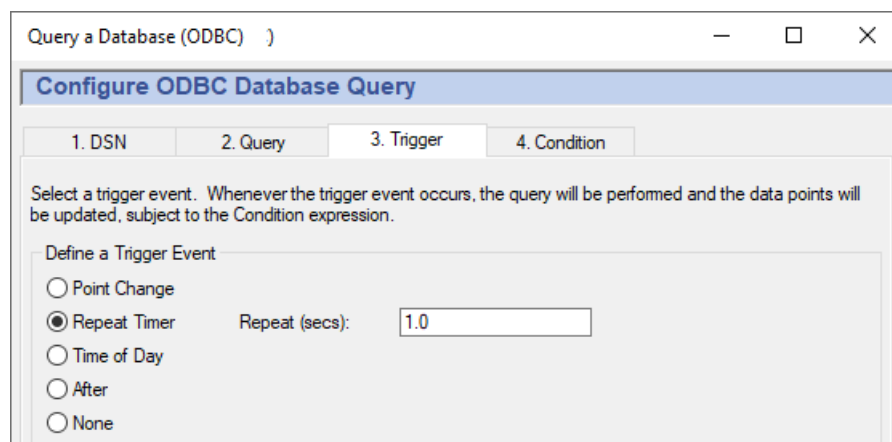 Query a Database (ODBC) :)
Configure ODBC Database Query
1. DSN 2. Query 3. Trigger 4. Condition
Select a trigger event. Whenever the trigger event occurs, the query will be performed and the data points will
be updated, subject to the Condition expression.
Define a Trigger Event
Point Change
Repeat Timer Repeat (secs): 1.0
Time of Day
After
None